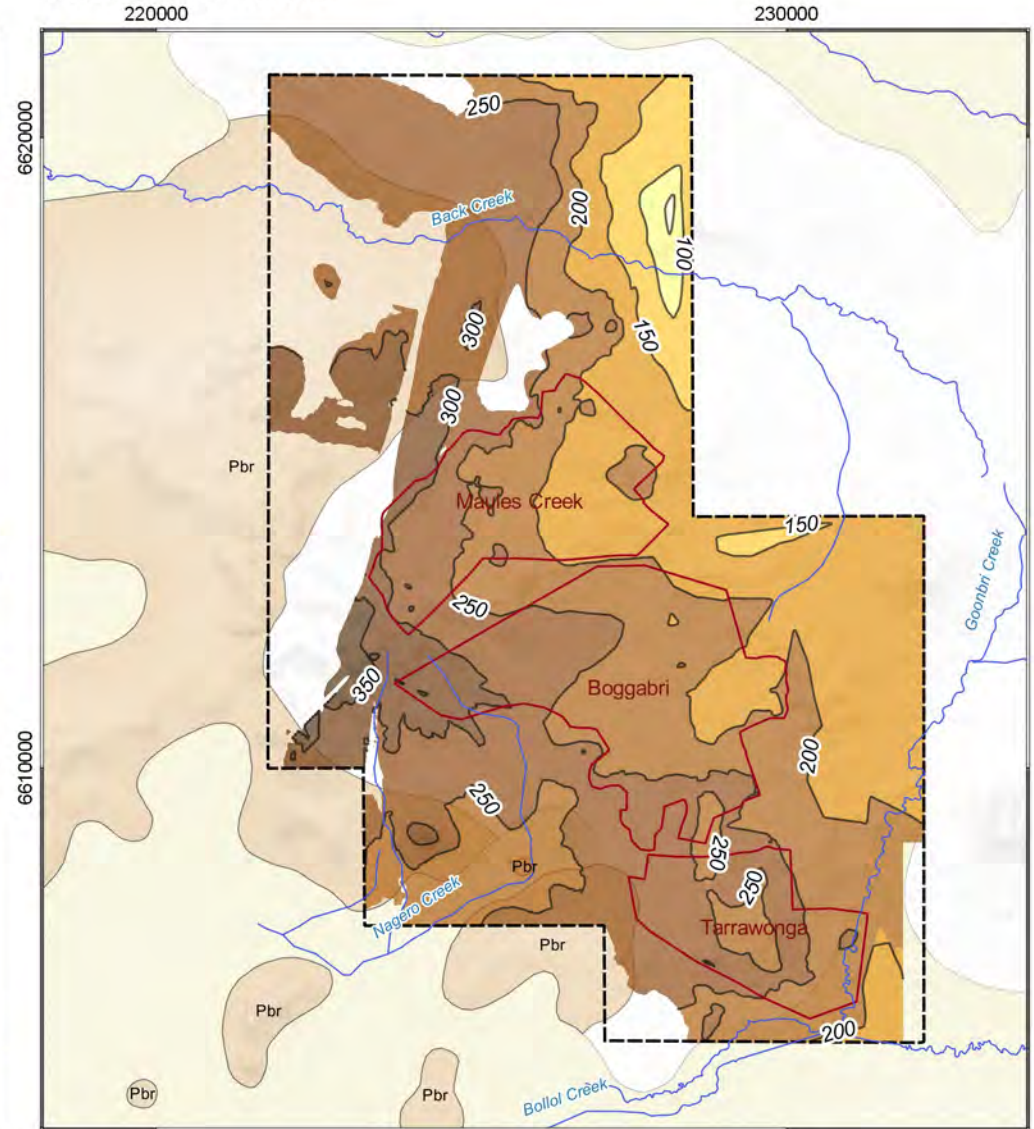 220000
230000
6620000
250
Back Creek
200
100
300
150
300
Pbr
Maules Creek
150
Goonbri Creek
250
350
Boggabri
200
6610000
250
250
Pbr
250
Nagero Creek
Tarrawonga
Pbr
Pbr
200
Pbr
Pbr
Bollol Creek